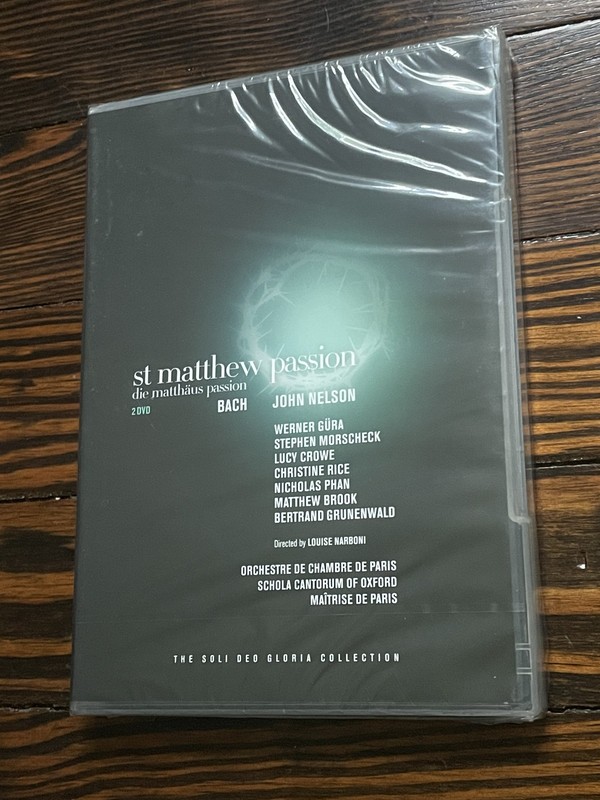 st matthew passion
die matthäus passion
2 DVD
BACH
JOHN NELSON
WERNER GÜRA
STEPHEN MORSCHECK
LUCY CROWE
CHRISTINE RICE
NICHOLAS PHAN
MATTHEW BROOK
BERTRAND GRUNENWALD
Directed by LOUISE NARBONI
ORCHESTRE DE CHAMBRE DE PARIS
SCHOLA CANTORUM OF OXFORD
MAÎTRISE DE PARIS
THE SOLI DEO GLORIA COLLECTION